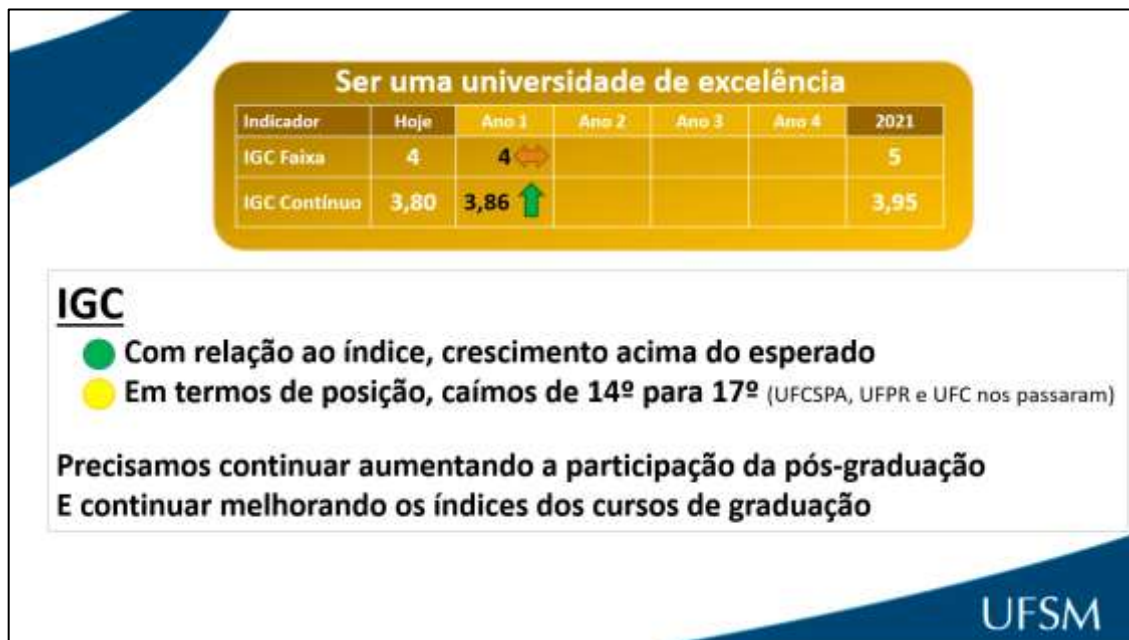 Ser uma universidade de excelência
Indicador Hoje Ano 1 Ano 2 Ano 3 Ano 4 2021
IGC Faixa 4 4 5
IGC Contínuo 3,80 3,86 3,95
IGC
Com relação ao índice, crescimento acima do esperado
Em termos de posição, caímos de 14º para 17º (UFCSPA, UFPR e UFC nos passaram)
Precisamos continuar aumentando a participação da pós-graduação
E continuar melhorando os índices dos cursos de graduação
UFSM